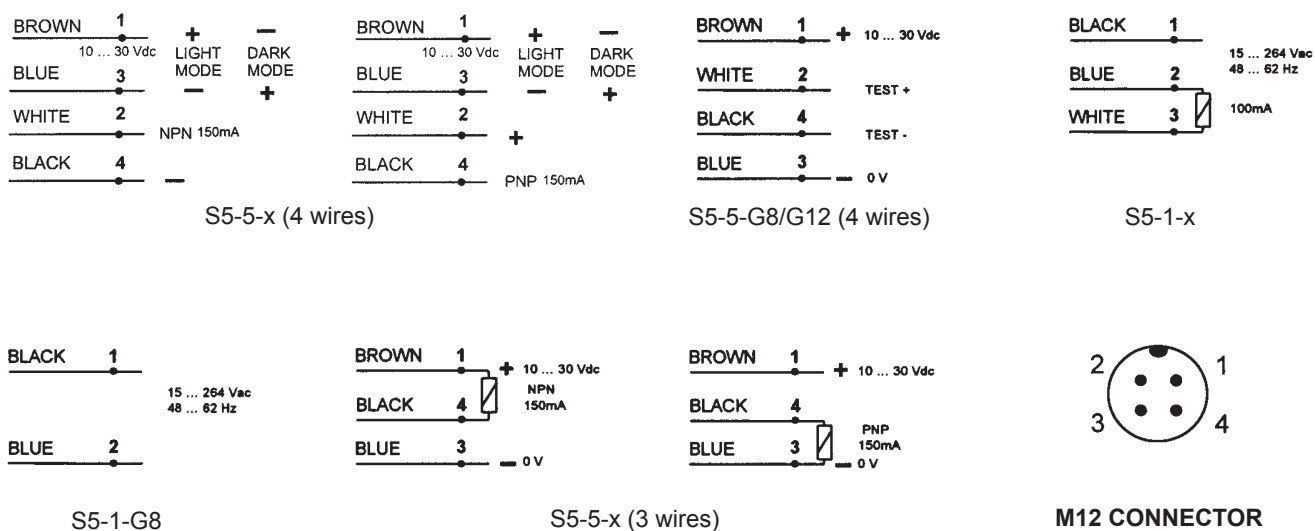 BROWN 1 + −
10 ... 30 Vdc LIGHT MODE DARK MODE
BLUE 3 − +
WHITE 2 NPN 150mA
BLACK 4 −
BROWN 1 + −
10 ... 30 Vdc LIGHT MODE DARK MODE
BLUE 3 − +
WHITE 2 +
BLACK 4 PNP 150mA
S5-5-x (4 wires)
BROWN 1 + 10 ... 30 Vdc
WHITE 2 TEST +
BLACK 4 TEST -
BLUE 3 − 0 V
S5-5-G8/G12 (4 wires)
BLACK 1
15 ... 264 Vac
48 ... 62 Hz
BLUE 2
100mA
WHITE 3
S5-1-x
BLACK 1
15 ... 264 Vac
48 ... 62 Hz
BLUE 2
S5-1-G8
BROWN 1 + 10 ... 30 Vdc
NPN
BLACK 4 150mA
BLUE 3 − 0 V
BROWN 1 + 10 ... 30 Vdc
BLACK 4
PNP
150mA
BLUE 3 − 0 V
S5-5-x (3 wires)
2 1
3 4
M12 CONNECTOR